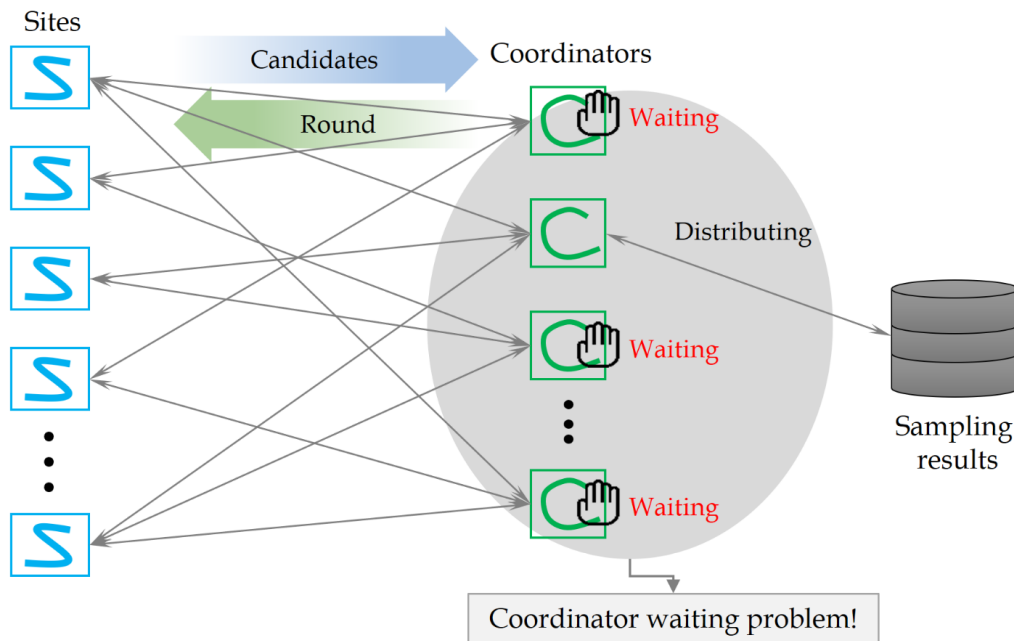 Sites
Candidates
Coordinators
Round
S
S
S
S
S
C
C
C
C
Waiting
Distributing
Waiting
Waiting
Sampling
results
Coordinator waiting problem!